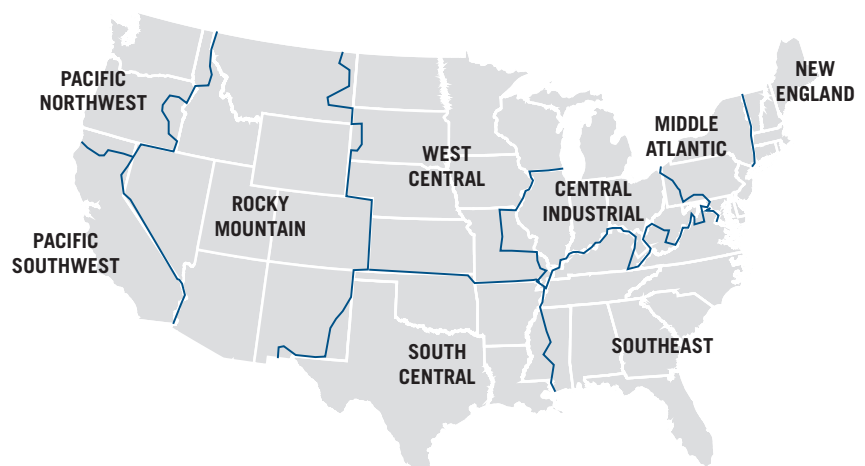 PACIFIC
NORTHWEST
NEW
ENGLAND
MIDDLE
ATLANTIC
WEST
CENTRAL
CENTRAL
INDUSTRIAL
ROCKY
MOUNTAIN
PACIFIC
SOUTHWEST
SOUTH
CENTRAL
SOUTHEAST